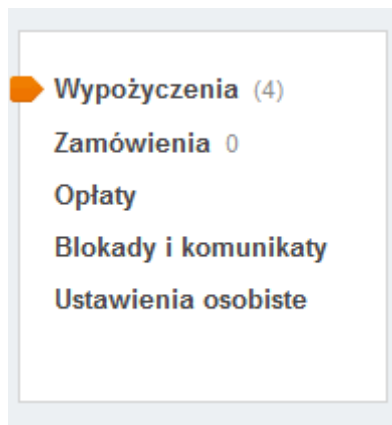 Wypożyczenia (4)
Zamówienia 0
Opłaty
Blokady i komunikaty
Ustawienia osobiste